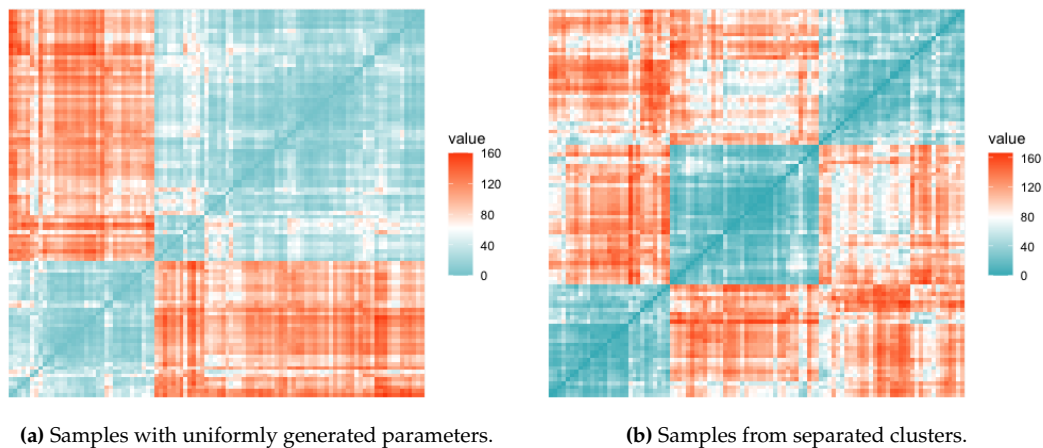 value
160
120
80
40
0
value
160
120
80
40
0
(a) Samples with uniformly generated parameters.
(b) Samples from separated clusters.